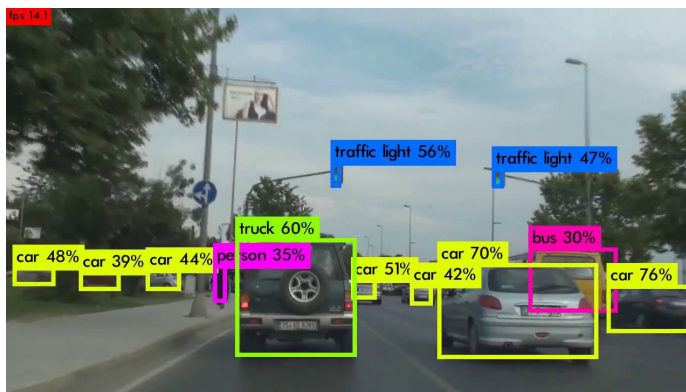 fps 14.1
traffic light 56%
traffic light 47%
truck 60%
bus 30%
car 48%
car 39%
car 44%
person 35%
car 51%
car 42%
car 70%
car 76%